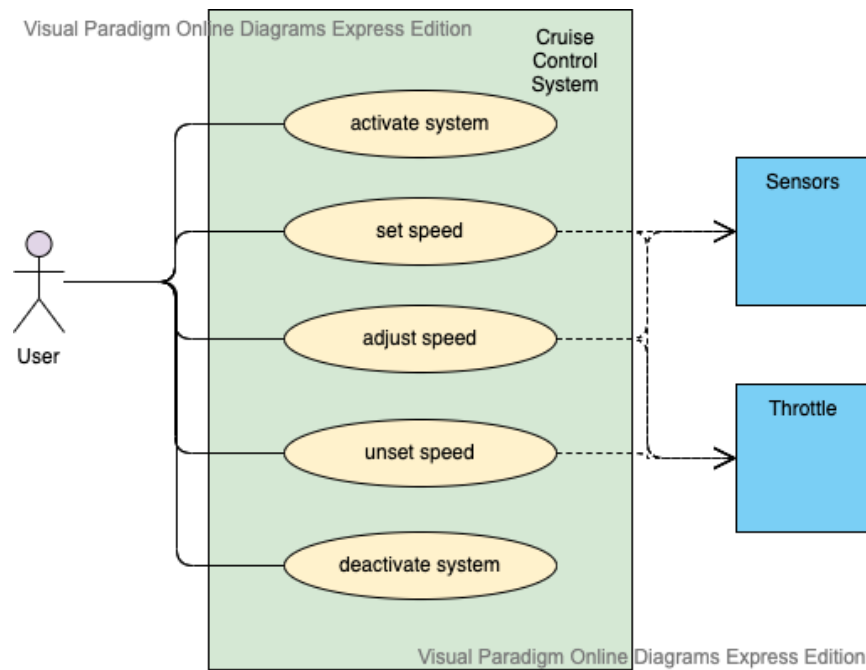 Visual Paradigm Online Diagrams Express Edition
Cruise
Control
System
activate system
Sensors
set speed
User
adjust speed
Throttle
unset speed
deactivate system
Visual Paradigm Online Diagrams Express Edition